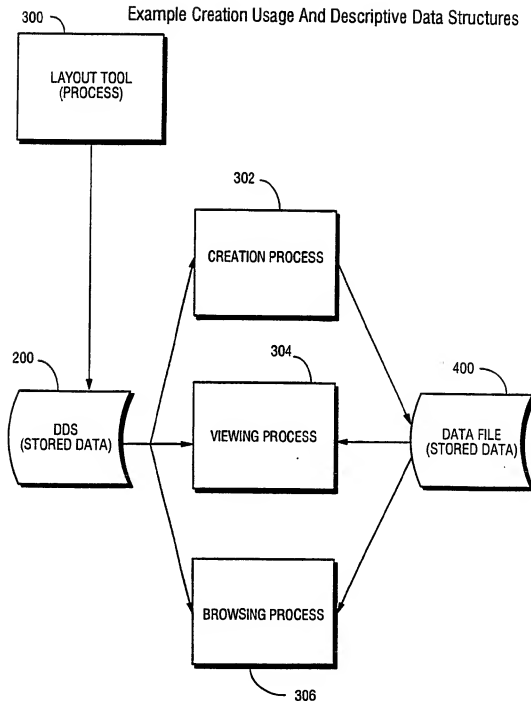 Example Creation Usage And Descriptive Data Structures
300
LAYOUT TOOL
(PROCESS)
302
CREATION PROCESS
200
DDS
(STORED DATA)
304
VIEWING PROCESS
400
DATA FILE
(STORED DATA)
BROWSING PROCESS
306